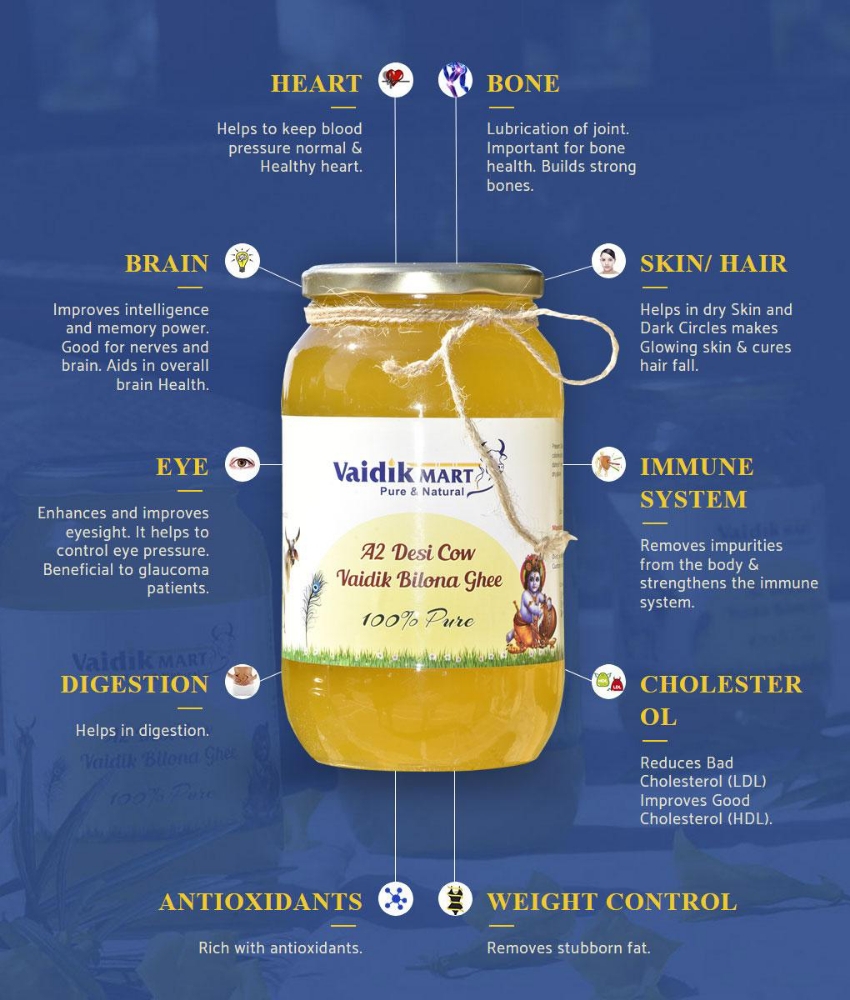 HEART
Helps to keep blood
pressure normal &
Healthy heart.
BONE
Lubrication of joint.
Important for bone
health. Builds strong
bones.
BRAIN
Improves intelligence
and memory power.
Good for nerves and
brain. Aids in overall
brain Health.
SKIN/ HAIR
Helps in dry Skin and
Dark Circles makes
Glowing skin & cures
hair fall.
EYE
Enhances and improves
eyesight. It helps to
control eye pressure.
Beneficial to glaucoma
patients.
Vaidik MART
Pure & Natural
A2 Desi Cow
Vaidik Bilona Ghee
100% Pure
IMMUNE
SYSTEM
Removes impurities
from the body &
strengthens the immune
system.
DIGESTION
Helps in digestion.
HDL LDL
CHOLESTER
OL
Reduces Bad
Cholesterol (LDL)
Improves Good
Cholesterol (HDL).
ANTIOXIDANTS
Rich with antioxidants.
WEIGHT CONTROL
Removes stubborn fat.
Vaidik MART
Vaidik Bilona Ghee
100% Pure